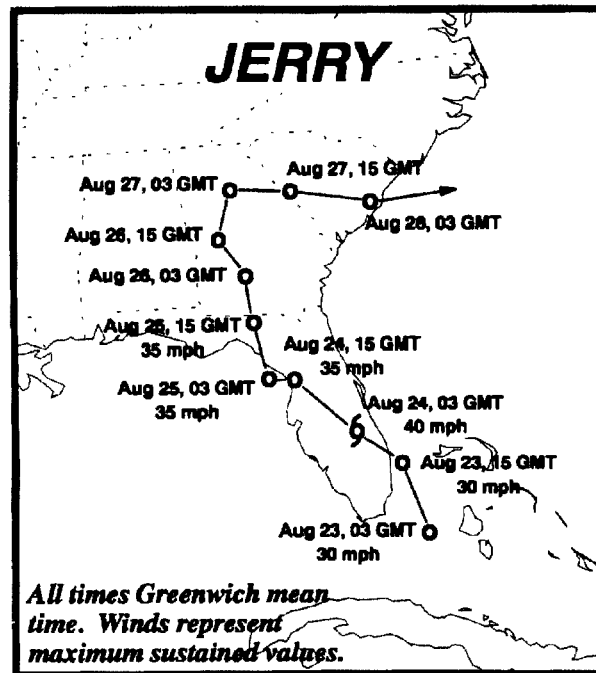 JERRY
Aug 27, 15 GMT
Aug 27, 03 GMT
Aug 28, 03 GMT
Aug 26, 15 GMT
Aug 26, 03 GMT
Aug 25, 15 GMT
35 mph
Aug 24, 15 GMT
35 mph
Aug 25, 03 GMT
35 mph
Aug 24, 03 GMT
40 mph
Aug 23, 15 GMT
30 mph
Aug 23, 03 GMT
30 mph
All times Greenwich mean
time. Winds represent
maximum sustained values.